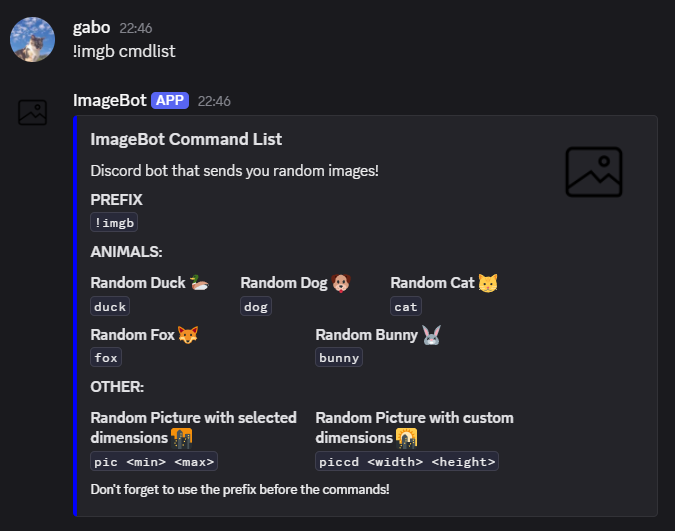 gabo 22:46
!imgb cmdlist
ImageBot APP 22:46
ImageBot Command List
Discord bot that sends you random images!
PREFIX
!imgb
ANIMALS:
Random Duck 🦆 Random Dog 🐶 Random Cat 🐱
duck dog cat
Random Fox 🦊 Random Bunny 🐰
fox bunny
OTHER:
Random Picture with selected
dimensions 🌆
pic <min> <max>
Random Picture with custom
dimensions 🌇
piccd <width> <height>
Don't forget to use the prefix before the commands!